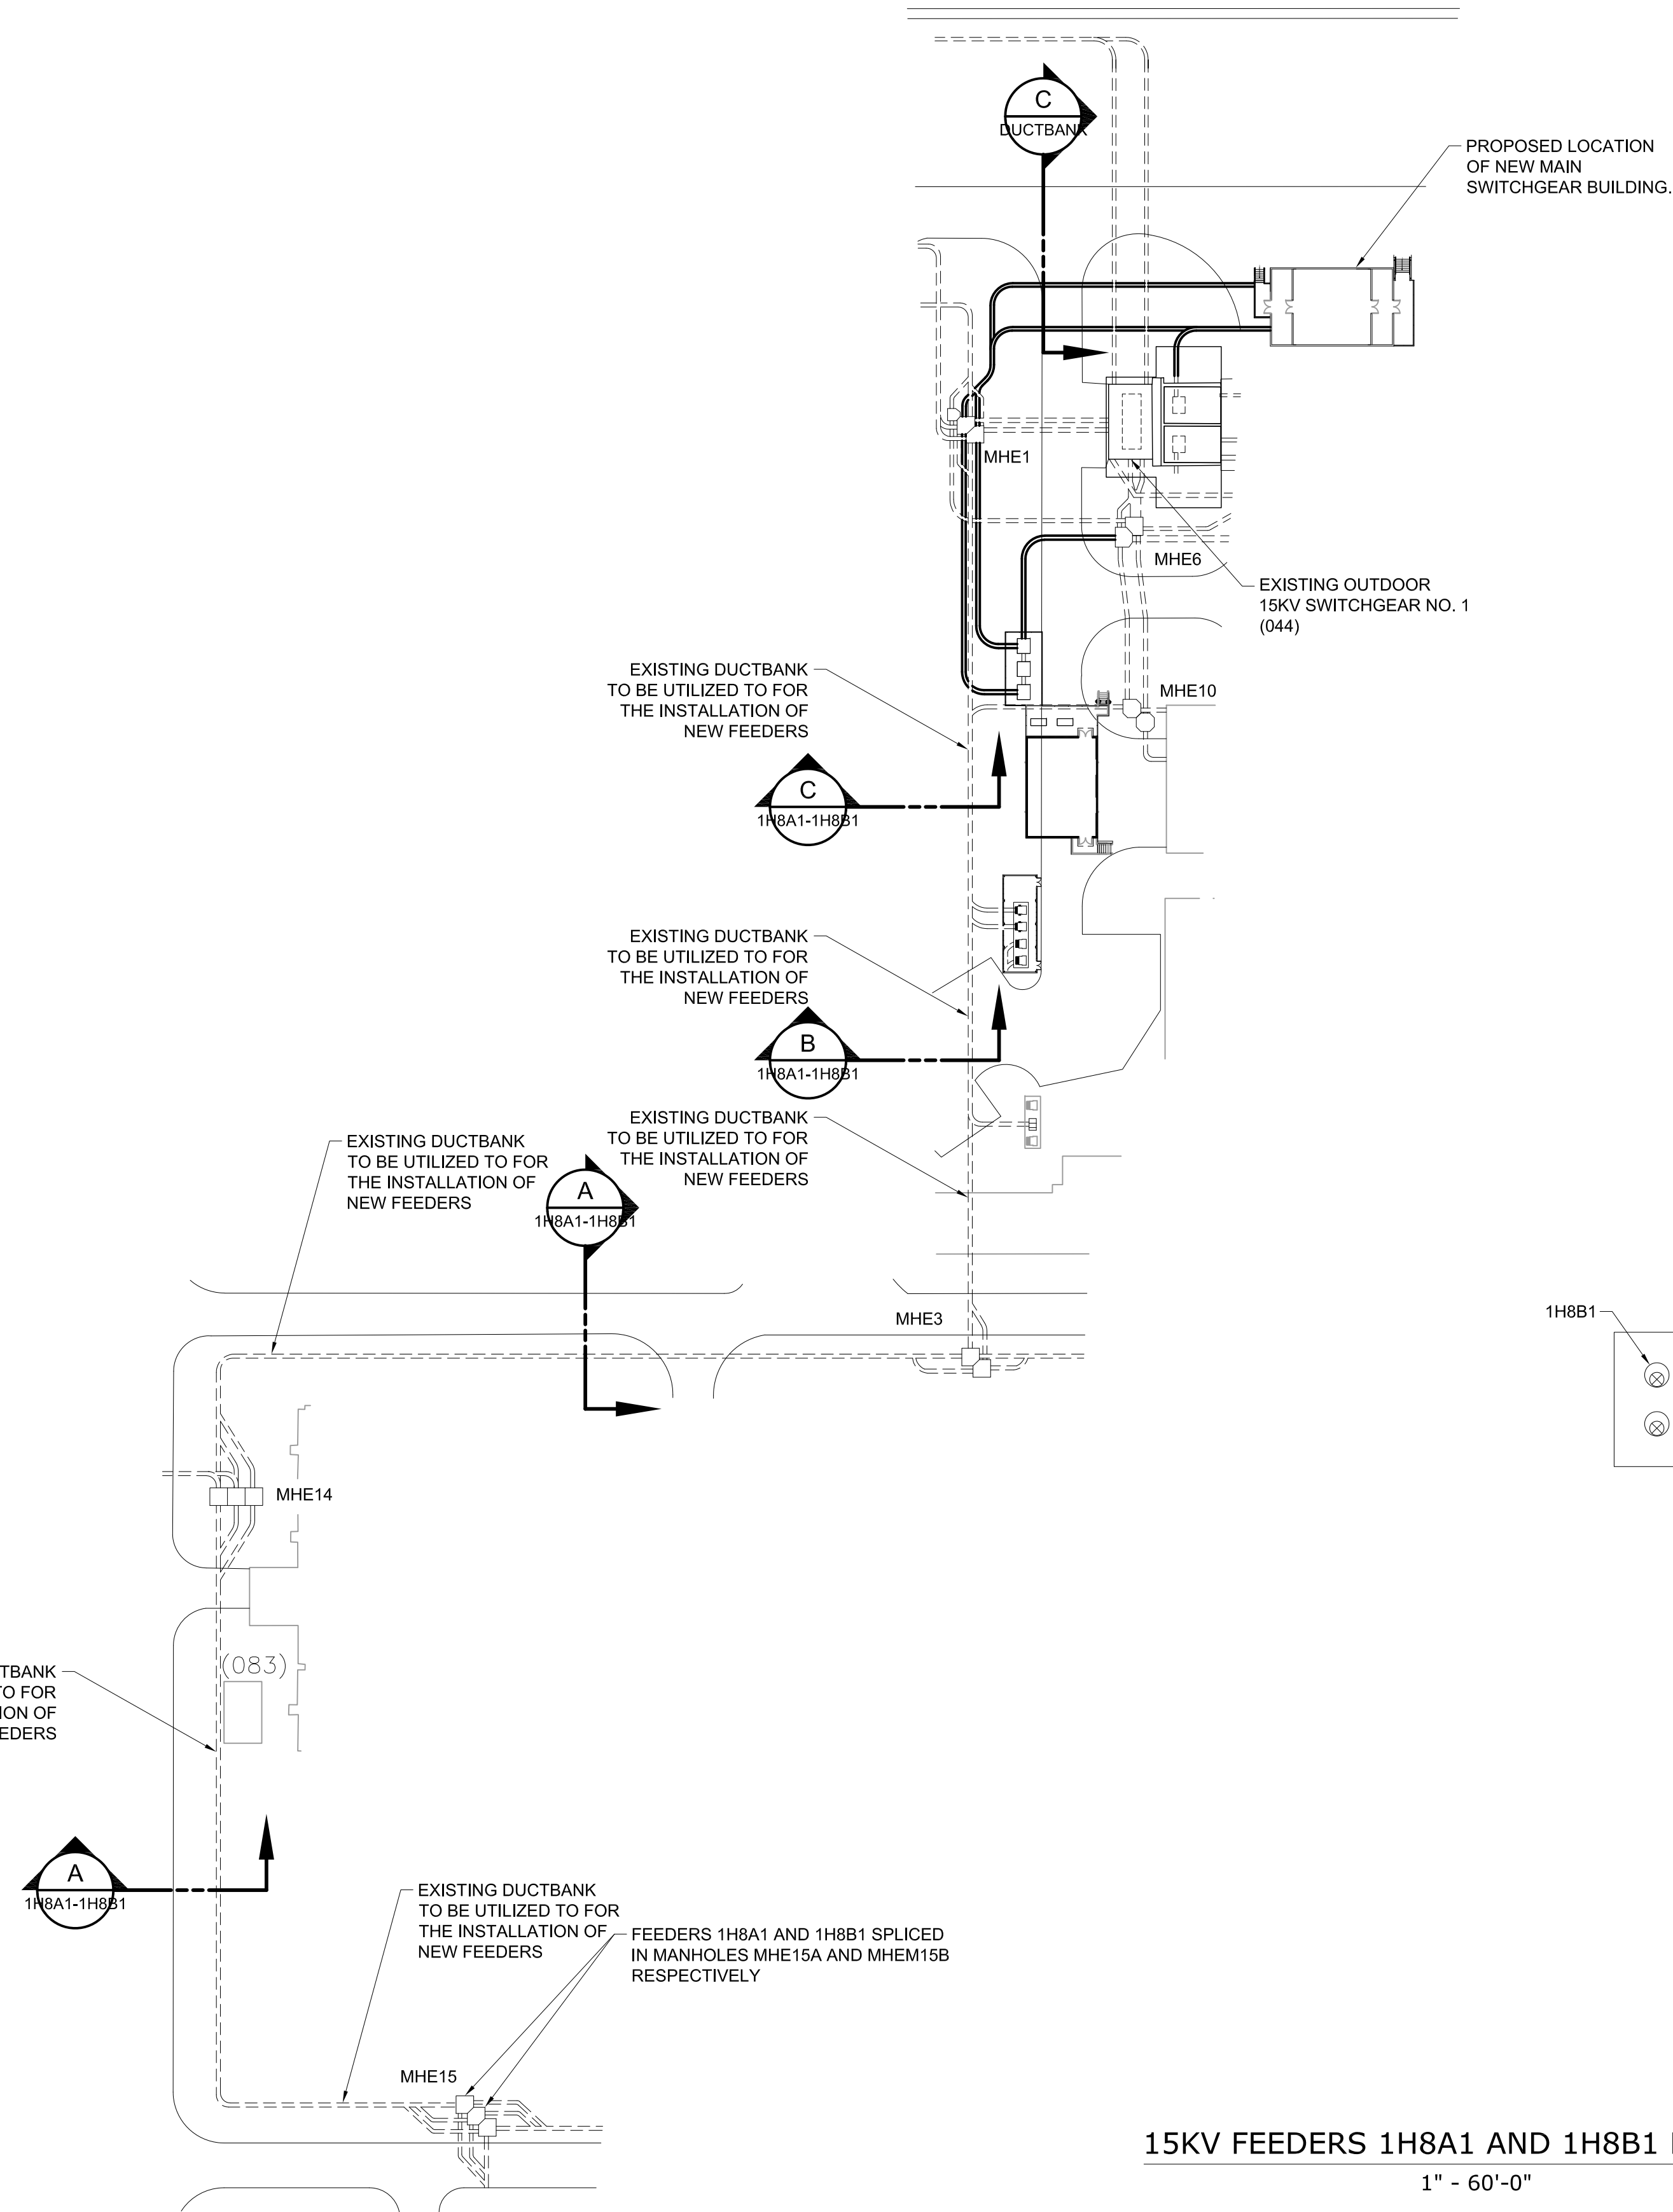 C
DUCTBANK
PROPOSED LOCATION
OF NEW MAIN
SWITCHGEAR BUILDING.
MHE1
MHE6
EXISTING OUTDOOR
15KV SWITCHGEAR NO. 1
(044)
EXISTING DUCTBANK
TO BE UTILIZED TO FOR
THE INSTALLATION OF
NEW FEEDERS
MHE10
C
1H8A1-1H8B1
EXISTING DUCTBANK
TO BE UTILIZED TO FOR
THE INSTALLATION OF
NEW FEEDERS
B
1H8A1-1H8B1
EXISTING DUCTBANK
TO BE UTILIZED TO FOR
THE INSTALLATION OF
NEW FEEDERS
EXISTING DUCTBANK
TO BE UTILIZED TO FOR
THE INSTALLATION OF
NEW FEEDERS
A
1H8A1-1H8B1
MHE3
1H8B1
MHE14
(083)
TBANK
TO FOR
ION OF
EEDERS
A
1H8A1-1H8B1
EXISTING DUCTBANK
TO BE UTILIZED TO FOR
THE INSTALLATION OF
NEW FEEDERS
FEEDERS 1H8A1 AND 1H8B1 SPLICED
IN MANHOLES MHE15A AND MHEM15B
RESPECTIVELY
MHE15
15KV FEEDERS 1H8A1 AND 1H8B1
1" - 60'-0"